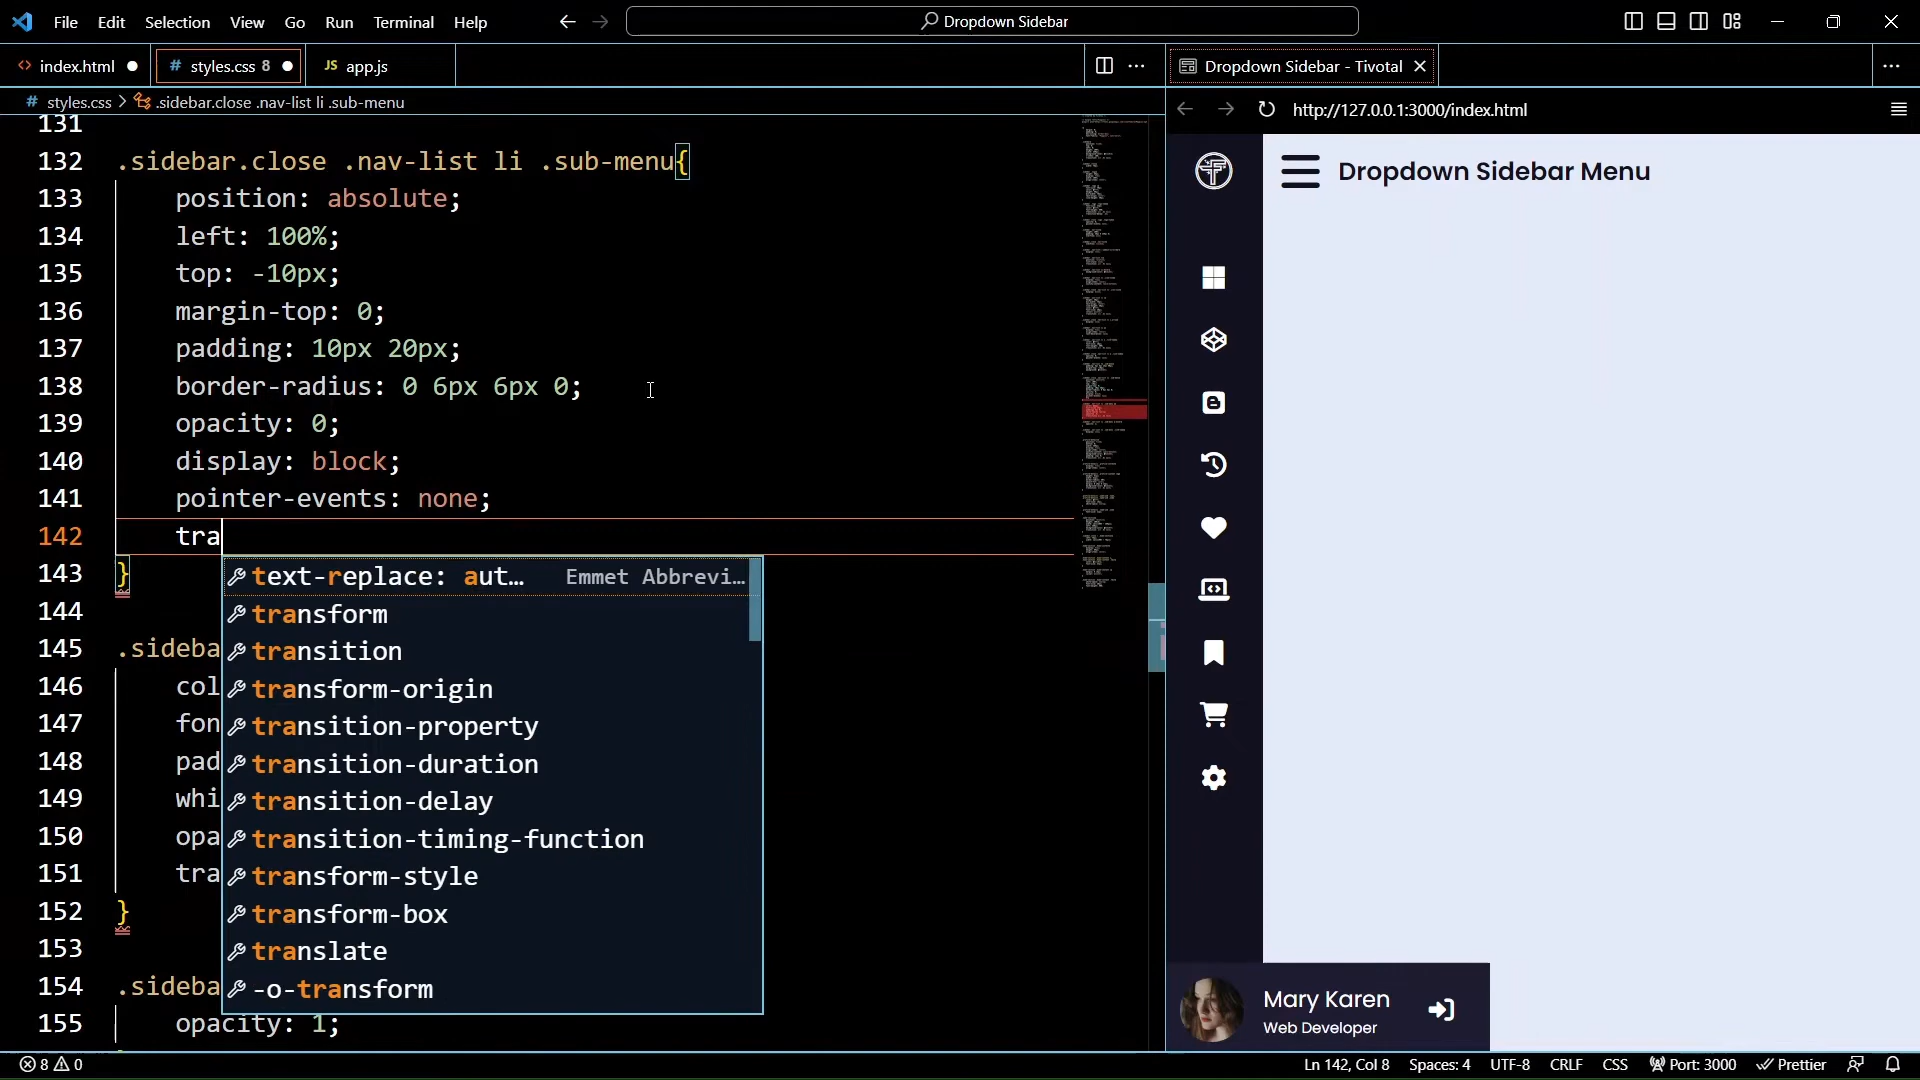 File Edit Selection View Go Run Terminal Help
Dropdown Sidebar
index.html
# styles.css 8
JS app.js
Dropdown Sidebar - Tivotal
# styles.css > .sidebar.close .nav-list li .sub-menu
http://127.0.0.1:3000/index.html
131
132 .sidebar.close .nav-list li .sub-menu{
133 position: absolute;
134 left: 100%;
135 top: -10px;
136 margin-top: 0;
137 padding: 10px 20px;
138 border-radius: 0 6px 6px 0;
139 opacity: 0;
140 display: block;
141 pointer-events: none;
142 tra
143 }
text-replace: aut… Emmet Abbrevi…
144
transform
145 .sideba
transition
146 col
transform-origin
147 fon
transition-property
148 pad
transition-duration
149 whi
transition-delay
150 opa
transition-timing-function
151 tra
transform-style
152 }
transform-box
153
translate
154 .sideba
-o-transform
155 opacity: 1;
Dropdown Sidebar Menu
Mary Karen
Web Developer
8 0
Ln 142, Col 8 Spaces: 4 UTF-8 CRLF CSS Port: 3000 Prettier